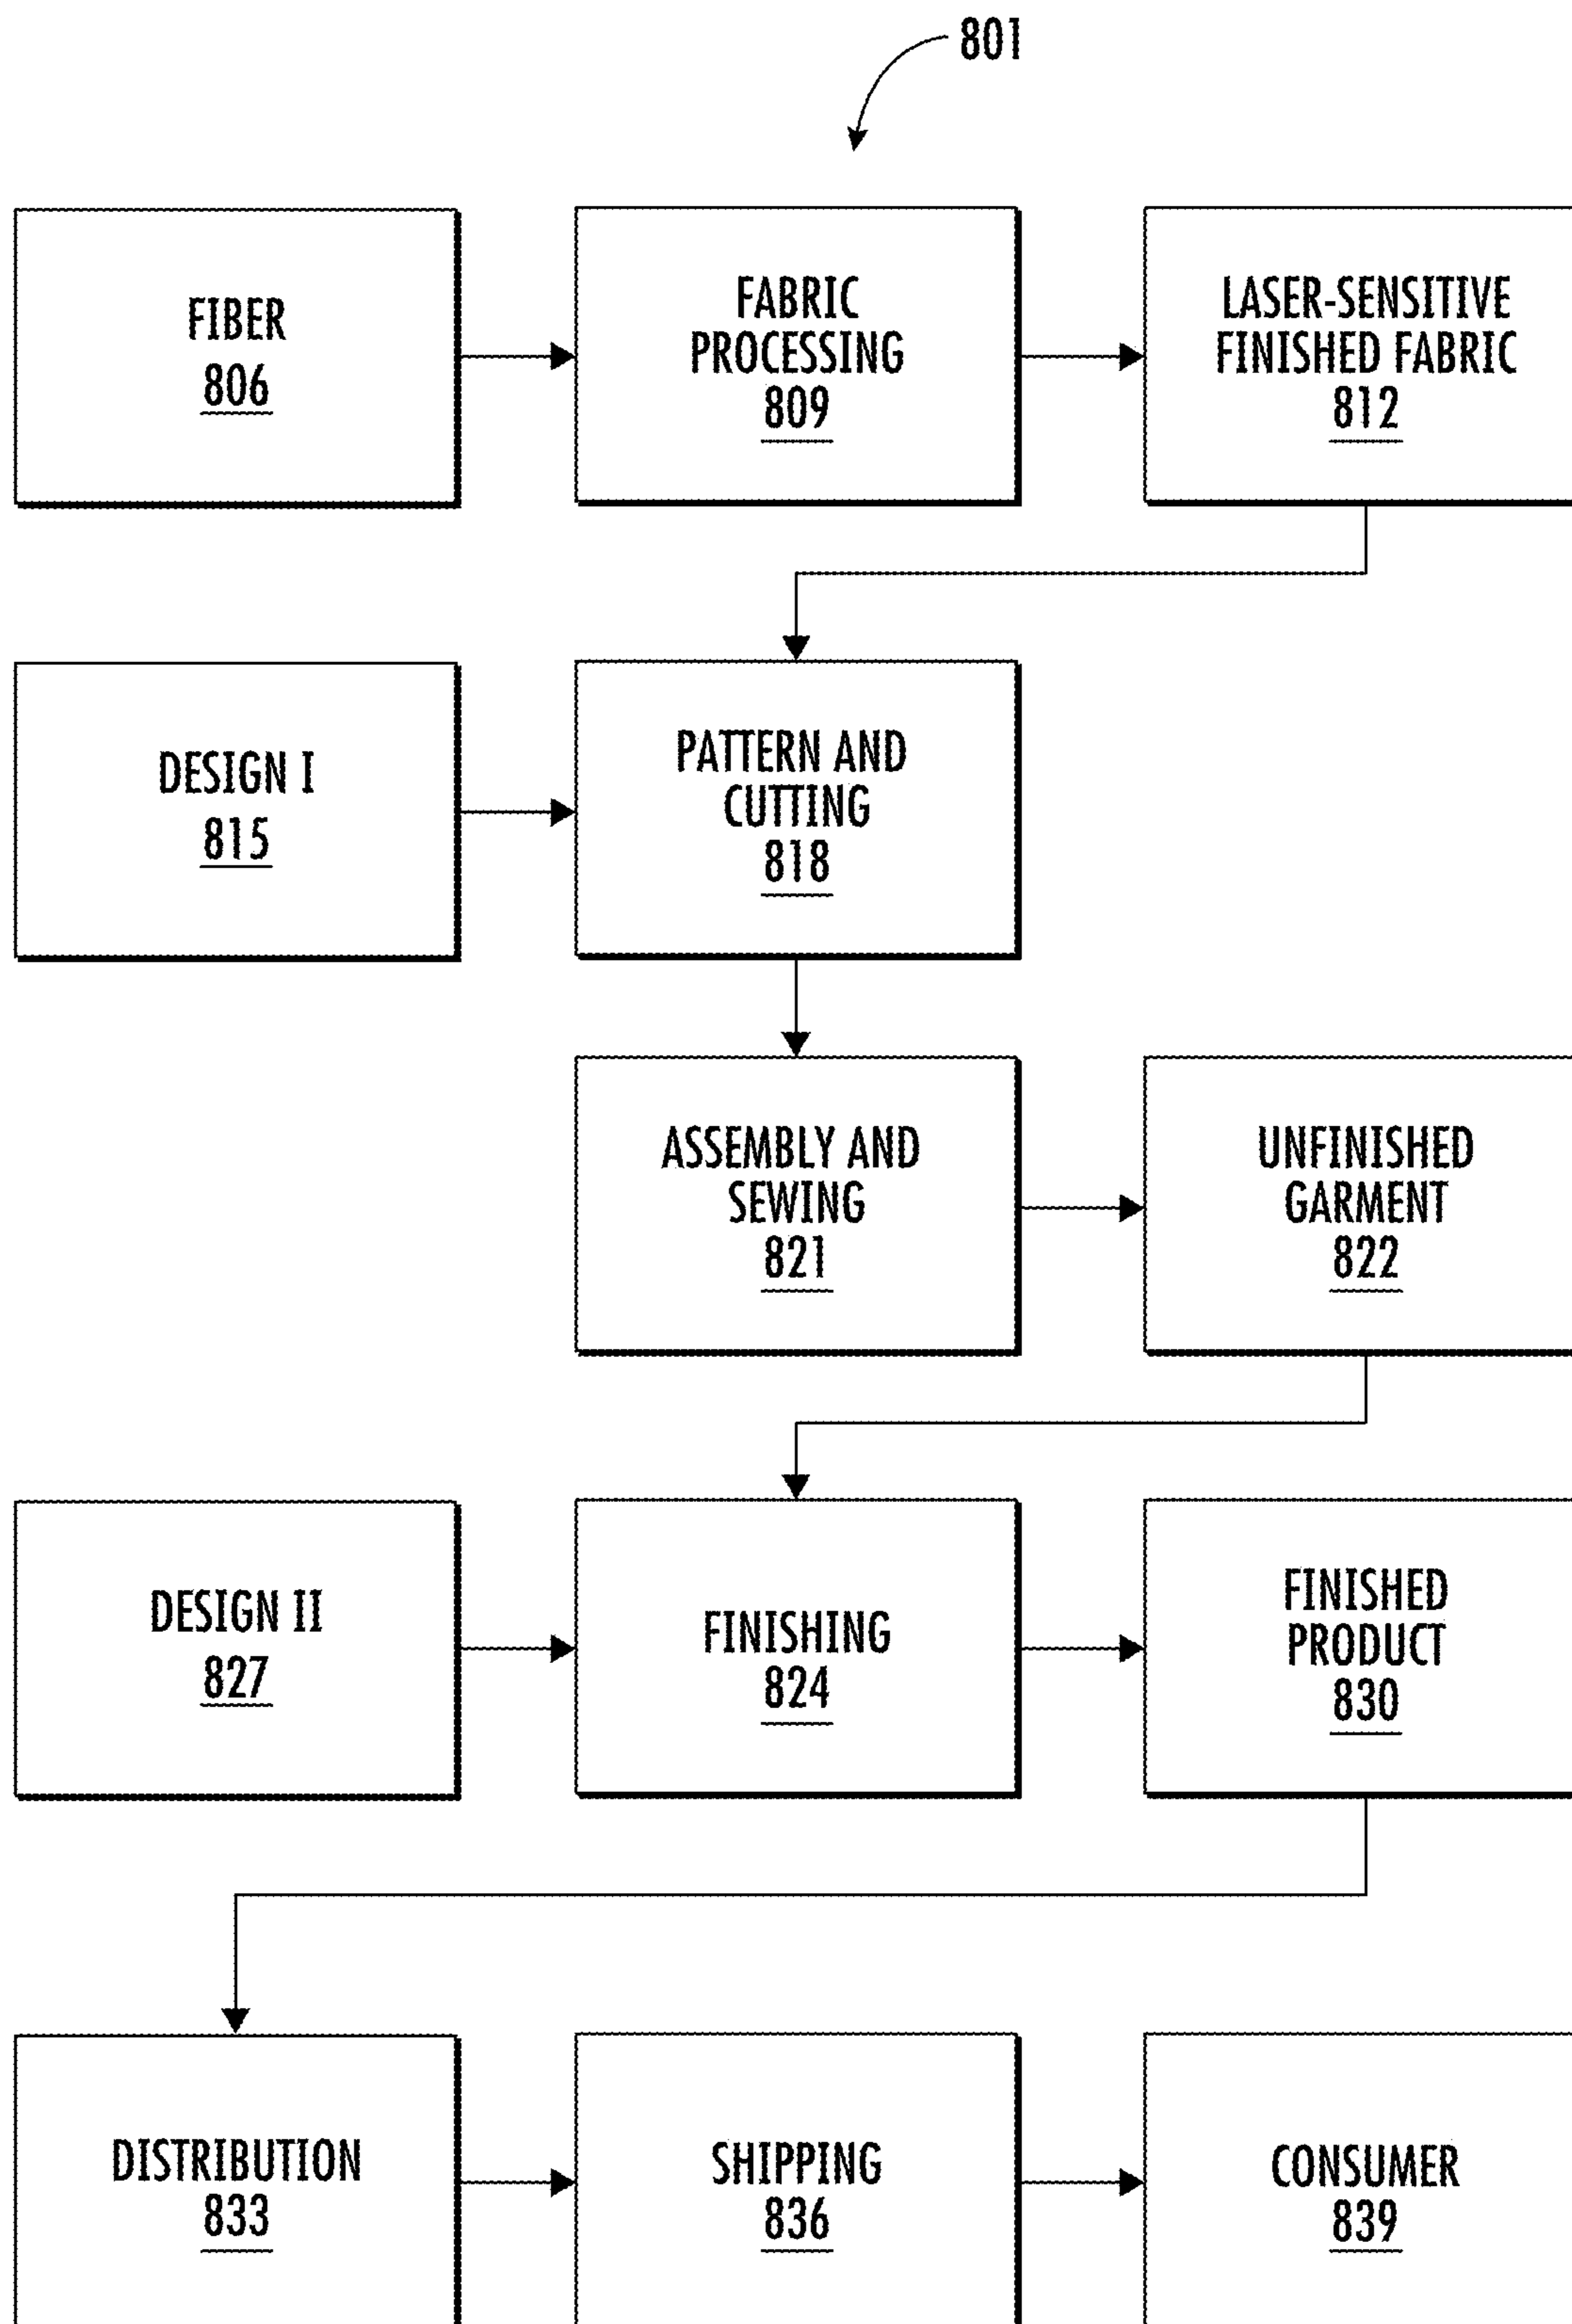 801
FIBER
806
FABRIC
PROCESSING
809
LASER-SENSITIVE
FINISHED FABRIC
812
DESIGN I
815
PATTERN AND
CUTTING
818
ASSEMBLY AND
SEWING
821
UNFINISHED
GARMENT
822
DESIGN II
827
FINISHING
824
FINISHED
PRODUCT
830
DISTRIBUTION
833
SHIPPING
836
CONSUMER
839